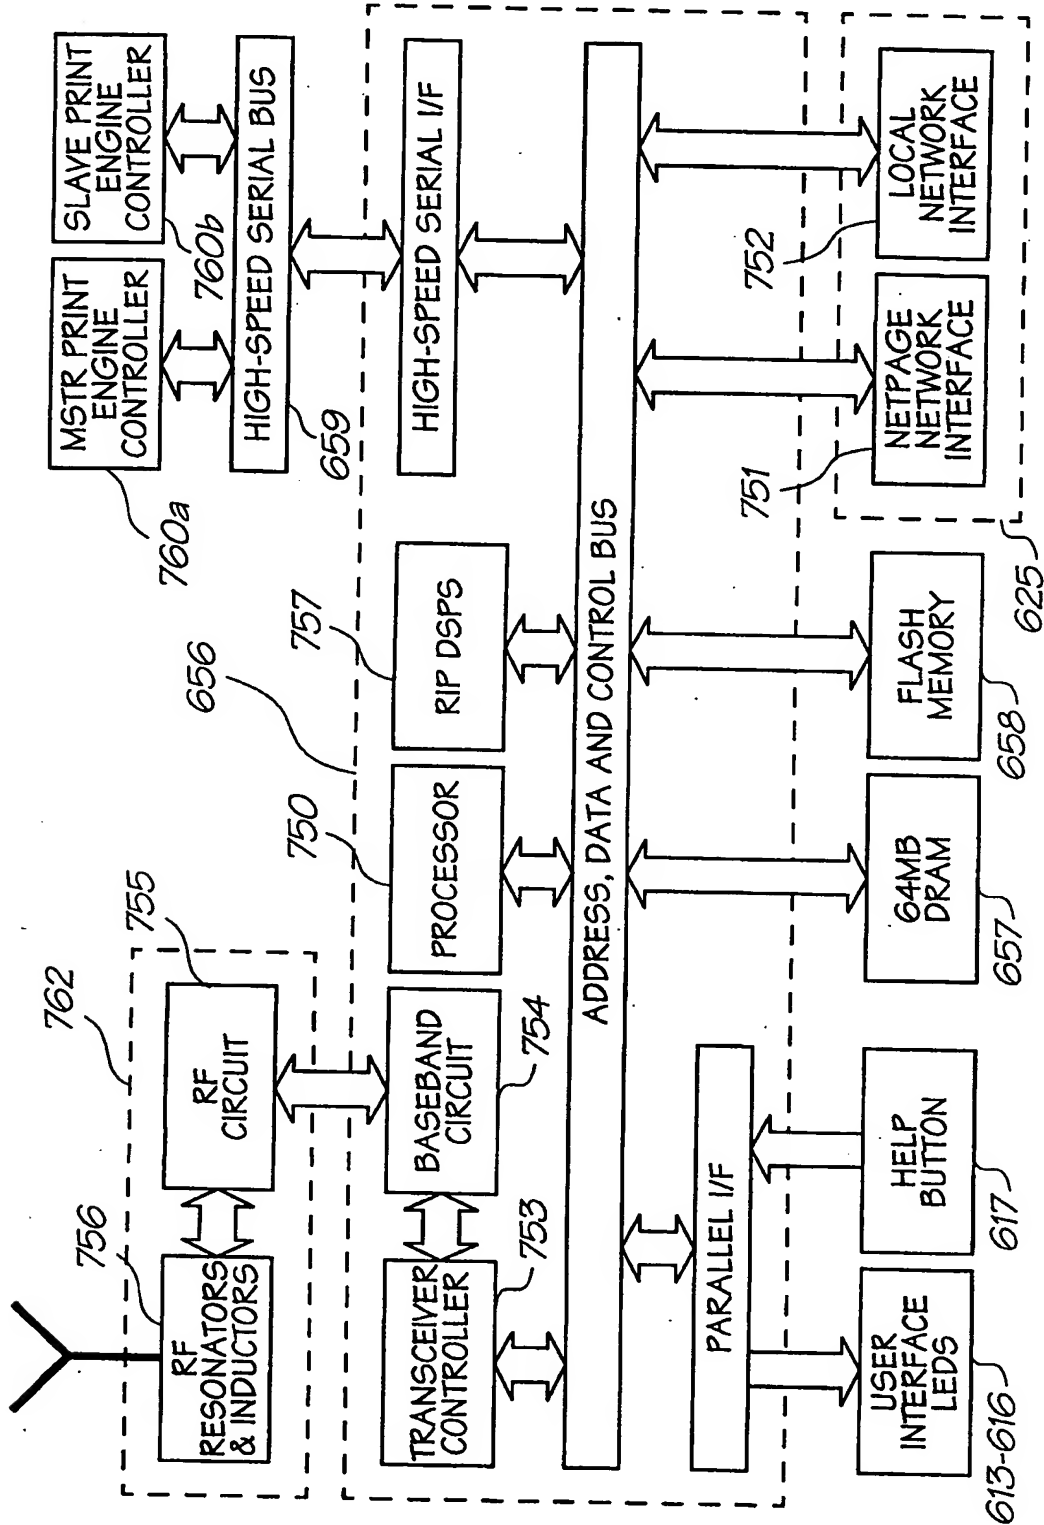 762
755
756
RF
RESONATORS
& INDUCTORS
RF
CIRCUIT
MSTR PRINT
ENGINE
CONTROLLER
SLAVE PRINT
ENGINE
CONTROLLER
760a
760b
HIGH-SPEED SERIAL BUS
659
656
750
757
TRANSCEIVER
CONTROLLER
BASEBAND
CIRCUIT
PROCESSOR
RIP DSPS
HIGH-SPEED SERIAL I/F
753
754
ADDRESS, DATA AND CONTROL BUS
PARALLEL I/F
751
752
USER
INTERFACE
LEDS
HELP
BUTTON
64MB
DRAM
FLASH
MEMORY
NETPAGE
NETWORK
INTERFACE
LOCAL
NETWORK
INTERFACE
613-616
617
657
658
625